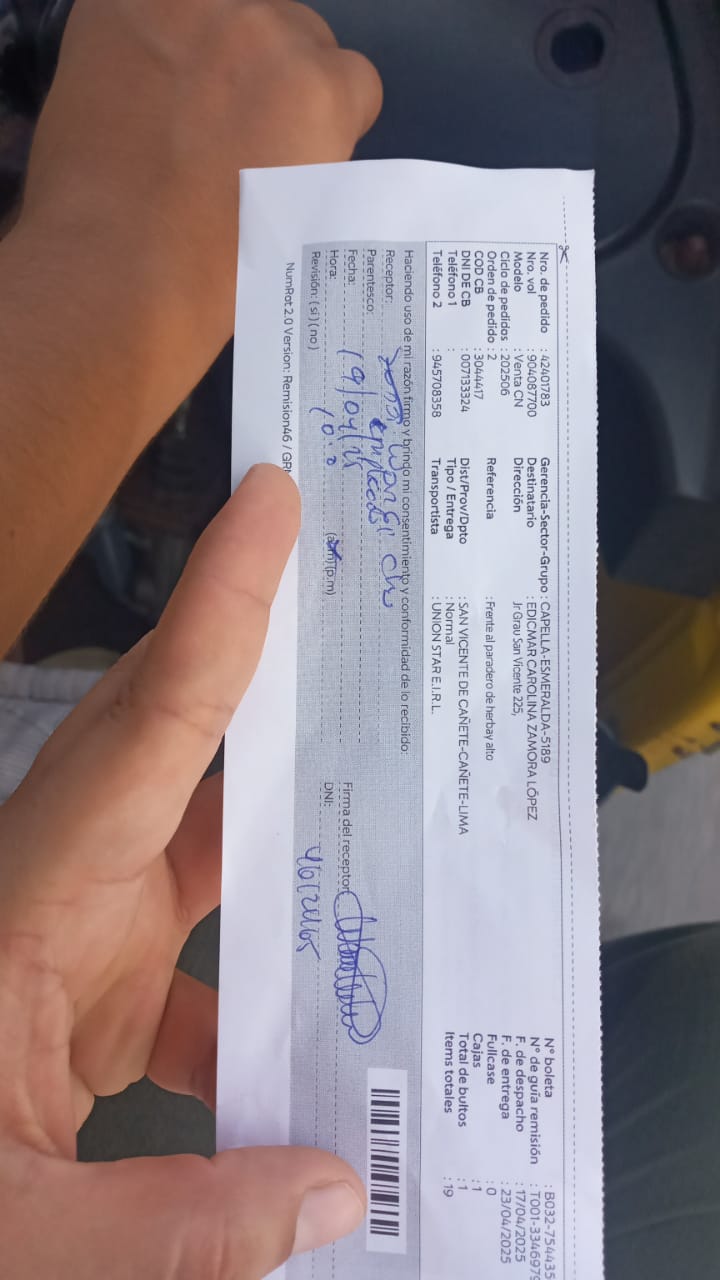 Nro. de pedido : 42401783 Gerencia-Sector-Grupo : CAPELLA-ESMERALDA-5189 N° boleta : B032-754435
Nro. vol : 904087700 Destinatario : EDICMAR CAROLINA ZAMORA LÓPEZ N° de guía remisión : T001-3346979
Modelo : Venta CN Dirección Jr Grau San Vicente 225, F. de despacho : 17/04/2025
Ciclo de pedidos : 202506 F. de entrega : 23/04/2025
Orden de pedido : 2 Referencia : Frente al paradero de herbay alto Fullcase : 0
COD CB : 3044417 Cajas : 1
DNI DE CB : 007133324 Dist/Prov/Dpto : SAN VICENTE DE CAÑETE-CAÑETE-LIMA Total de bultos : 1
Teléfono 1 : Tipo / Entrega : Normal Items totales : 19
Teléfono 2 : 945708358 Transportista : UNION STAR E.I.R.L.
Haciendo uso de mi razón firmo y brindo mi consentimiento y conformidad de lo recibido:
Receptor:
Parentesco:
Fecha: 19/04/25 Firma del receptor:
Hora: (a.m) (p.m) DNI:
Revisión: ( si ) ( no )
NumRot 2.0 Version: Remision46 /